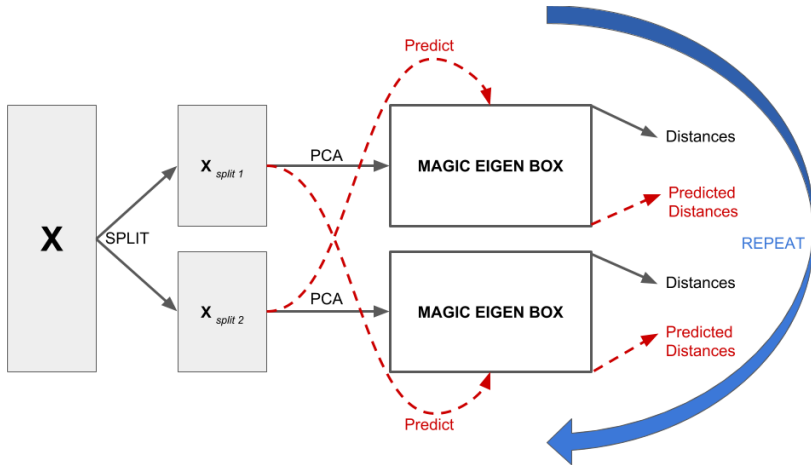 Predict
X
SPLIT
X split 1
PCA
MAGIC EIGEN BOX
Distances
Predicted
Distances
REPEAT
X split 2
PCA
MAGIC EIGEN BOX
Distances
Predicted
Distances
Predict